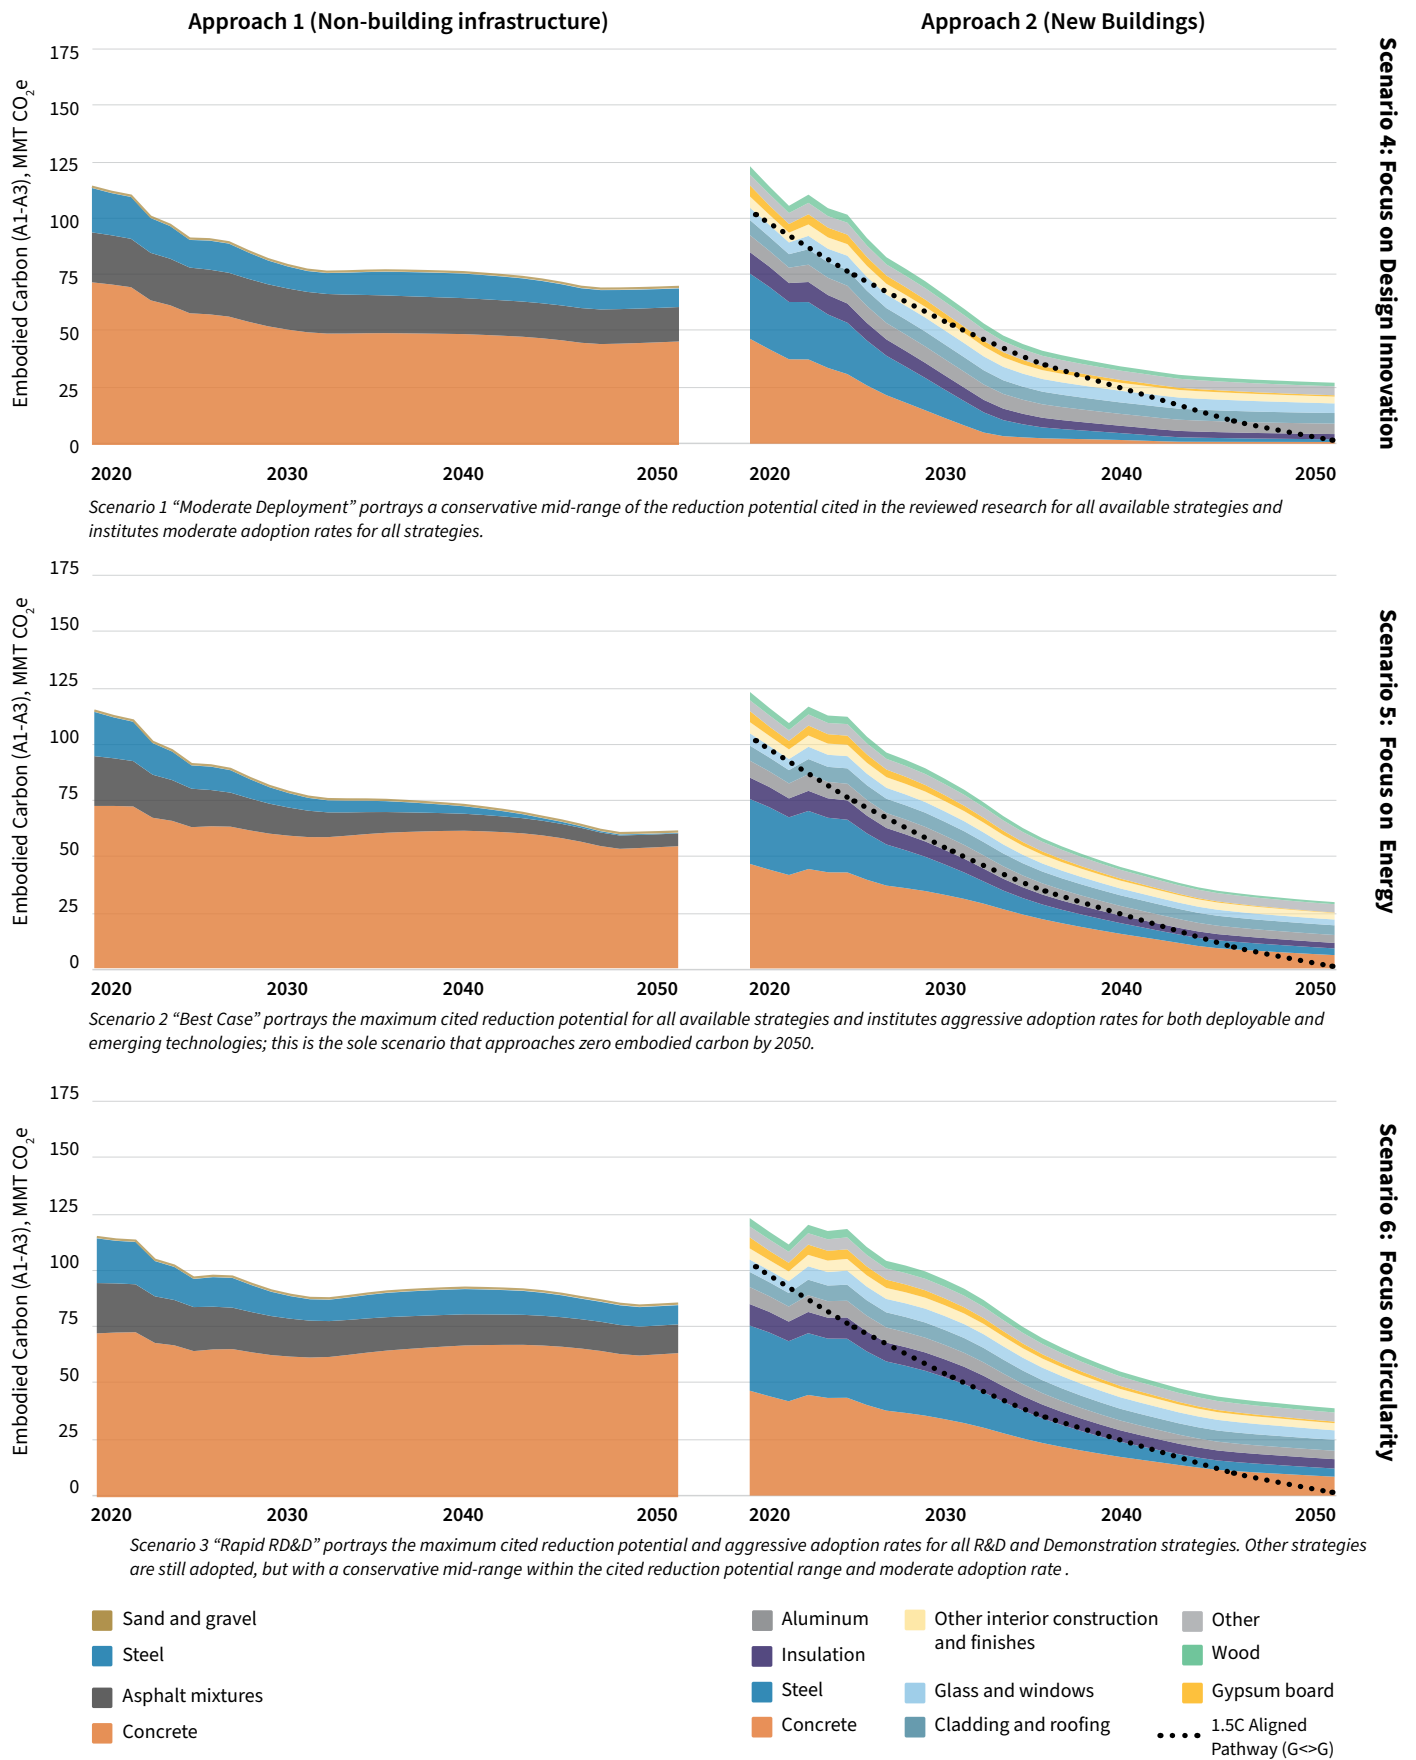 Approach 1 (Non-building infrastructure)
Approach 2 (New Buildings)
Scenario 4: Focus on Design Innovation
Embodied Carbon (A1-A3), MMT CO2e
175
150
125
100
75
50
25
0
2020 2030 2040 2050
2020 2030 2040 2050
Scenario 1 “Moderate Deployment” portrays a conservative mid-range of the reduction potential cited in the reviewed research for all available strategies and
institutes moderate adoption rates for all strategies.
Scenario 5: Focus on Energy
Embodied Carbon (A1-A3), MMT CO2e
175
150
125
100
75
50
25
0
2020 2030 2040 2050
2020 2030 2040 2050
Scenario 2 “Best Case” portrays the maximum cited reduction potential for all available strategies and institutes aggressive adoption rates for both deployable and
emerging technologies; this is the sole scenario that approaches zero embodied carbon by 2050.
Scenario 6: Focus on Circularity
Embodied Carbon (A1-A3), MMT CO2e
175
150
125
100
75
50
25
0
2020 2030 2040 2050
2020 2030 2040 2050
Scenario 3 “Rapid RD&D” portrays the maximum cited reduction potential and aggressive adoption rates for all R&D and Demonstration strategies. Other strategies
are still adopted, but with a conservative mid-range within the cited reduction potential range and moderate adoption rate .
Sand and gravel
Steel
Asphalt mixtures
Concrete
Aluminum
Insulation
Steel
Concrete
Other interior construction
and finishes
Glass and windows
Cladding and roofing
Other
Wood
Gypsum board
1.5C Aligned
Pathway (G<>G)